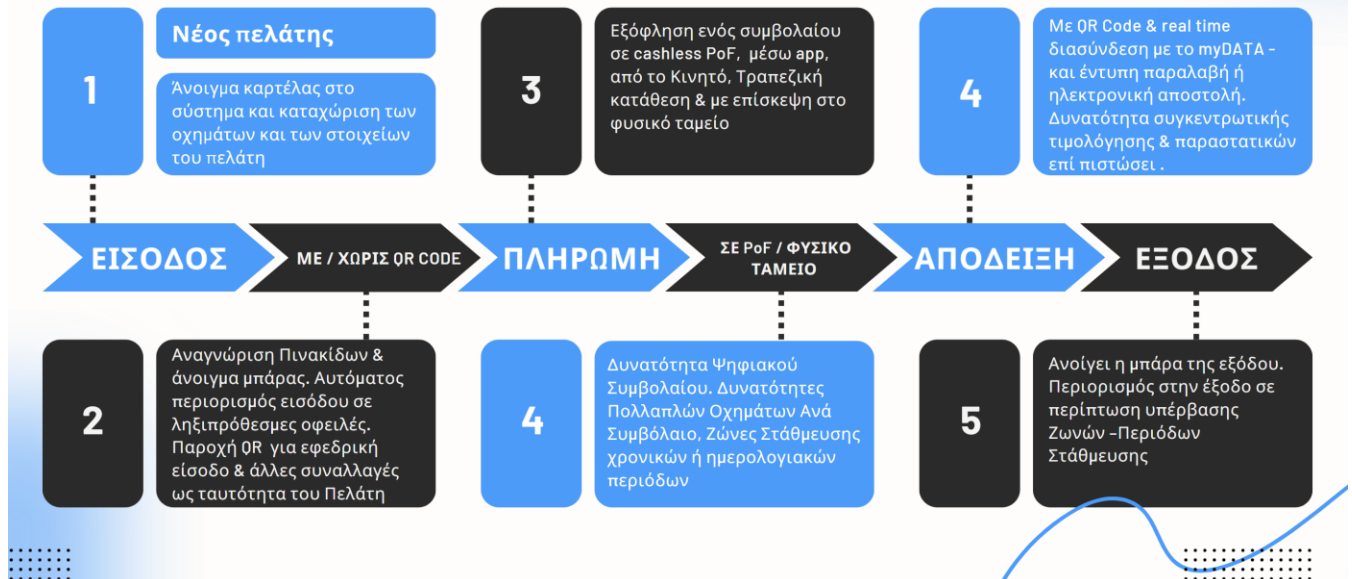 1
Νέος πελάτης
Άνοιγμα καρτέλας στο
σύστημα και καταχώριση των
οχημάτων και των στοιχείων
του πελάτη
3
Εξόφληση ενός συμβολαίου
σε cashless PoF, μέσω app,
από το Κινητό, Τραπεζική
κατάθεση & με επίσκεψη στο
φυσικό ταμείο
4
Με QR Code & real time
διασύνδεση με το myDATA -
και έντυπη παραλαβή ή
ηλεκτρονική αποστολή.
Δυνατότητα συγκεντρωτικής
τιμολόγησης & παραστατικών
επί πιστώσει .
ΕΙΣΟΔΟΣ
ΜΕ / ΧΩΡΙΣ QR CODE
ΠΛΗΡΩΜΗ
ΣΕ PoF / ΦΥΣΙΚΟ
ΤΑΜΕΙΟ
ΑΠΟΔΕΙΞΗ
ΕΞΟΔΟΣ
2
Αναγνώριση Πινακίδων &
άνοιγμα μπάρας. Αυτόματος
περιορισμός εισόδου σε
ληξιπρόθεσμες οφειλές.
Παροχή QR για εφεδρική
είσοδο & άλλες συναλλαγές
ως ταυτότητα του Πελάτη
4
Δυνατότητα Ψηφιακού
Συμβολαίου. Δυνατότητες
Πολλαπλών Οχημάτων Ανά
Συμβόλαιο, Ζώνες Στάθμευσης
χρονικών ή ημερολογιακών
περιόδων
5
Ανοίγει η μπάρα της εξόδου.
Περιορισμός στην έξοδο σε
περίπτωση υπέρβασης
Ζωνών –Περιόδων
Στάθμευσης